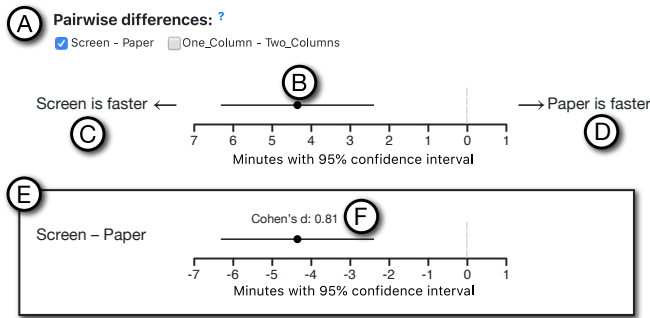 A Pairwise differences: ?
Screen - Paper One_Column - Two_Columns
B
Screen is faster ← → Paper is faster
C D
7 6 5 4 3 2 1 0 1
Minutes with 95% confidence interval
E
Cohen's d: 0.81 F
Screen – Paper
-7 -6 -5 -4 -3 -2 -1 0 1
Minutes with 95% confidence interval